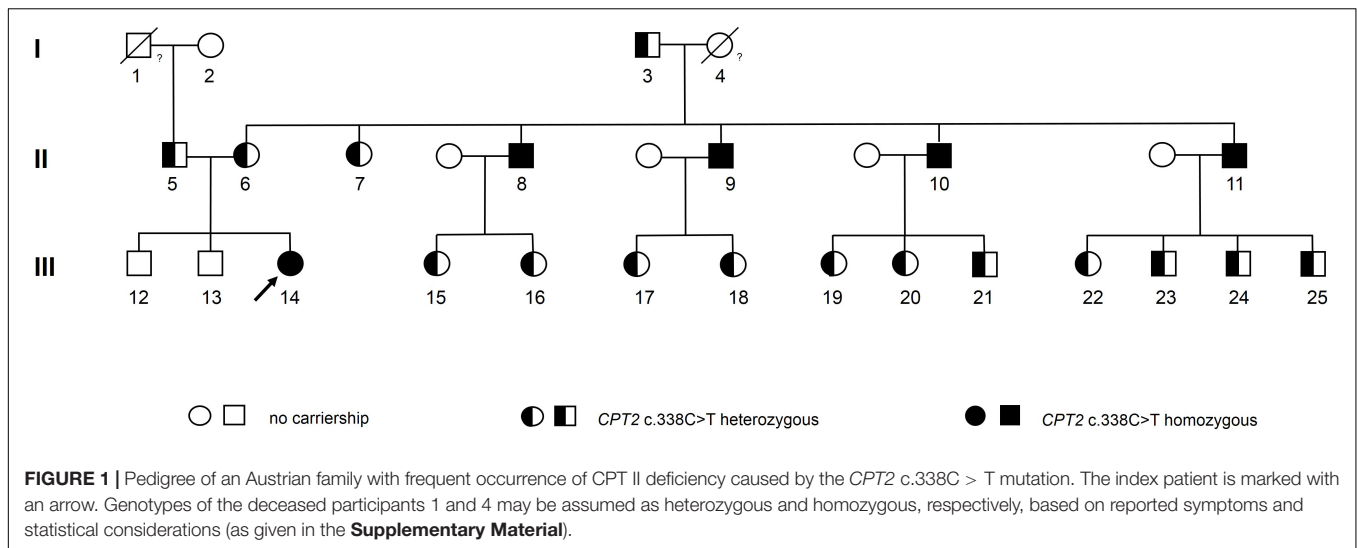 I
1 ? 2 3 4 ?
II
5 6 7 8 9 10 11
III
12 13 14 15 16 17 18 19 20 21 22 23 24 25
no carriership CPT2 c.338C>T heterozygous CPT2 c.338C>T homozygous
FIGURE 1 | Pedigree of an Austrian family with frequent occurrence of CPT II deficiency caused by the CPT2 c.338C > T mutation. The index patient is marked with
an arrow. Genotypes of the deceased participants 1 and 4 may be assumed as heterozygous and homozygous, respectively, based on reported symptoms and
statistical considerations (as given in the Supplementary Material).